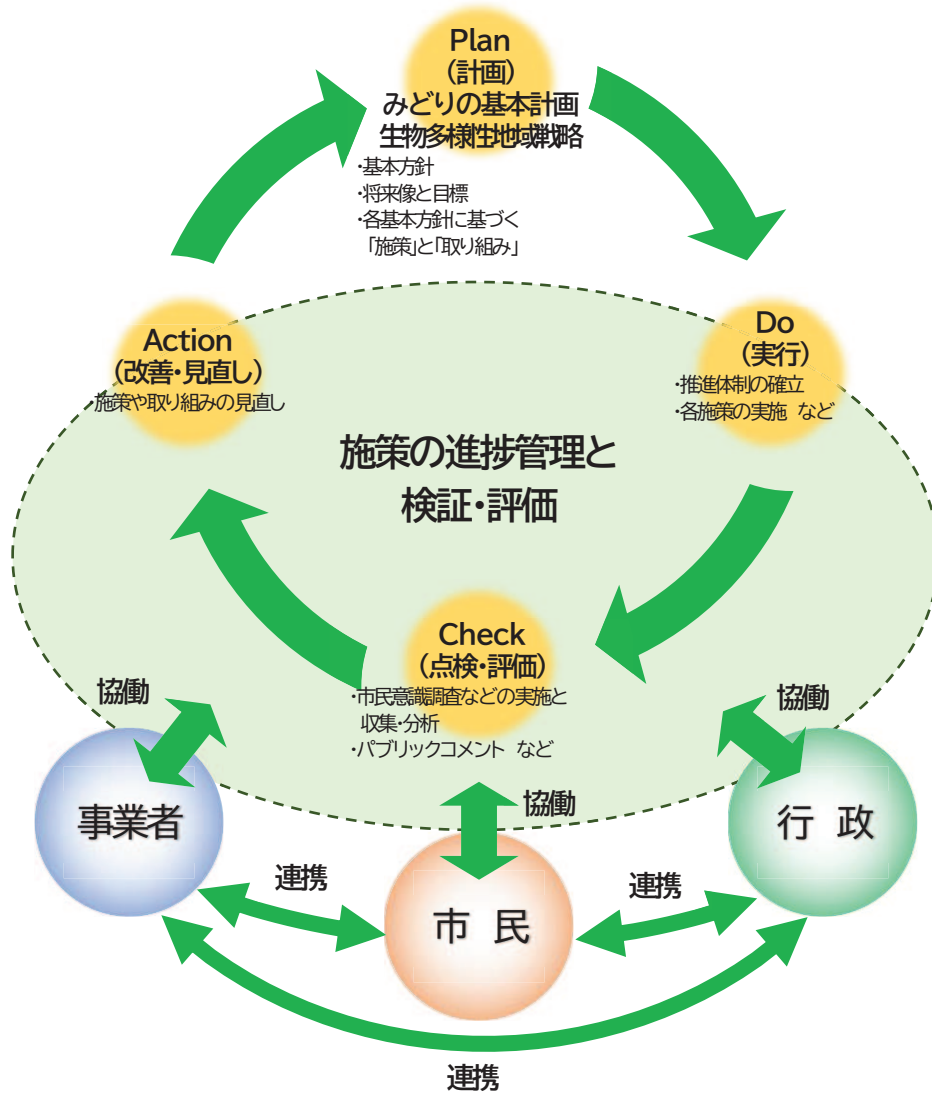 Plan
(計画)
みどりの基本計画
生物多様性地域戦略
・基本方針
・将来像と目標
・各基本方針に基づく
「施策」と「取り組み」
Action
(改善・見直し)
・施策や取り組みの見直し
Do
(実行)
・推進体制の確立
・各施策の実施 など
施策の進捗管理と
検証・評価
Check
(点検・評価)
・市民意識調査などの実施と
収集・分析
・パブリックコメント など
協働
協働
協働
事業者
行 政
市 民
連携
連携
連携